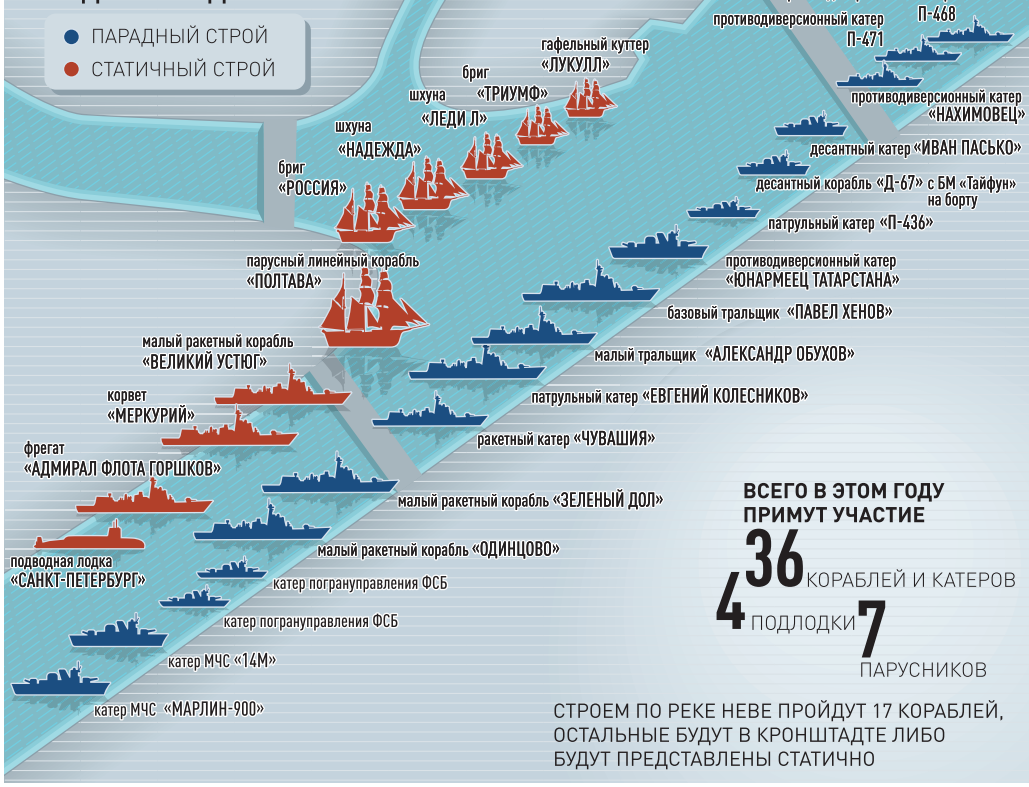 ПАРАДНЫЙ СТРОЙ
СТАТИЧНЫЙ СТРОЙ
противодиверсионный катер
П-468
П-471
противодиверсионный катер
«НАХИМОВЕЦ»
десантный катер «ИВАН ПАСЬКО»
десантный корабль «Д-67» с БМ «Тайфун»
на борту
патрульный катер «П-436»
противодиверсионный катер
«ЮНАРМЕЕЦ ТАТАРСТАНА»
базовый тральщик «ПАВЕЛ ХЕНОВ»
малый тральщик «АЛЕКСАНДР ОБУХОВ»
патрульный катер «ЕВГЕНИЙ КОЛЕСНИКОВ»
ракетный катер «ЧУВАШИЯ»
малый ракетный корабль «ЗЕЛЕНЫЙ ДОЛ»
малый ракетный корабль «ОДИНЦОВО»
катер погрануправления ФСБ
катер погрануправления ФСБ
катер МЧС «14М»
катер МЧС «МАРЛИН-900»
гафельный куттер
«ЛУКУЛЛ»
бриг
«ТРИУМФ»
шхуна
«ЛЕДИ Л»
шхуна
«НАДЕЖДА»
бриг
«РОССИЯ»
парусный линейный корабль
«ПОЛТАВА»
малый ракетный корабль
«ВЕЛИКИЙ УСТЮГ»
корвет
«МЕРКУРИЙ»
фрегат
«АДМИРАЛ ФЛОТА ГОРШКОВ»
подводная лодка
«САНКТ-ПЕТЕРБУРГ»
ВСЕГО В ЭТОМ ГОДУ
ПРИМУТ УЧАСТИЕ
36 КОРАБЛЕЙ И КАТЕРОВ
4 ПОДЛОДКИ
7 ПАРУСНИКОВ
СТРОЕМ ПО РЕКЕ НЕВЕ ПРОЙДУТ 17 КОРАБЛЕЙ,
ОСТАЛЬНЫЕ БУДУТ В КРОНШТАДТЕ ЛИБО
БУДУТ ПРЕДСТАВЛЕНЫ СТАТИЧНО